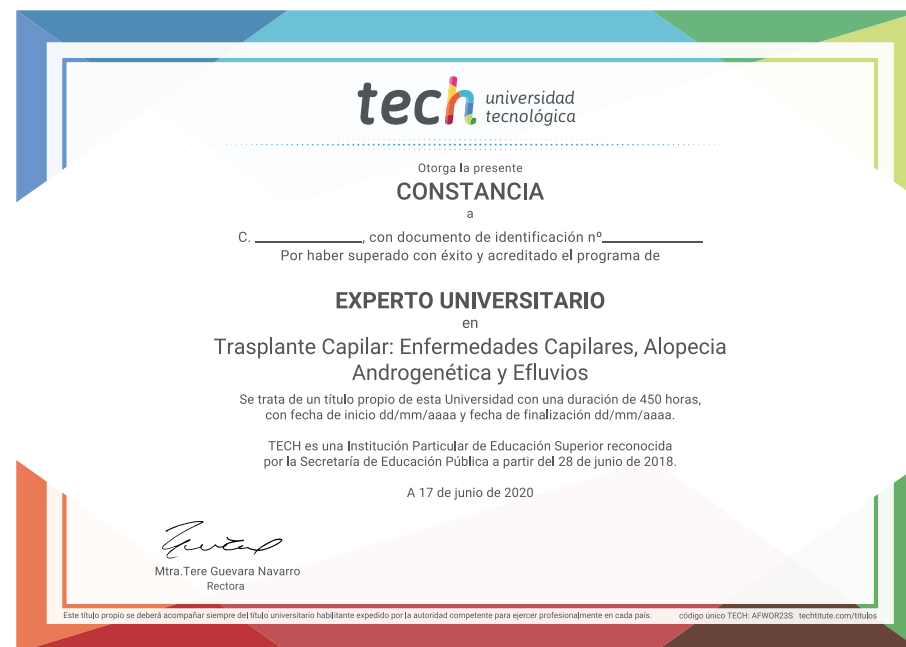 tech universidad
tecnológica
Otorga la presente
CONSTANCIA
a
C. ____________, con documento de identificación nº____________
Por haber superado con éxito y acreditado el programa de
EXPERTO UNIVERSITARIO
en
Trasplante Capilar: Enfermedades Capilares, Alopecia
Androgenética y Efluvios
Se trata de un título propio de esta Universidad con una duración de 450 horas,
con fecha de inicio dd/mm/aaaa y fecha de finalización dd/mm/aaaa.
TECH es una Institución Particular de Educación Superior reconocida
por la Secretaría de Educación Pública a partir del 28 de junio de 2018.
A 17 de junio de 2020
Mtra.Tere Guevara Navarro
Rectora
Este título propio se deberá acompañar siempre del título universitario habilitante expedido por la autoridad competente para ejercer profesionalmente en cada país. código único TECH: AFWOR23S techtitute.com/titulos